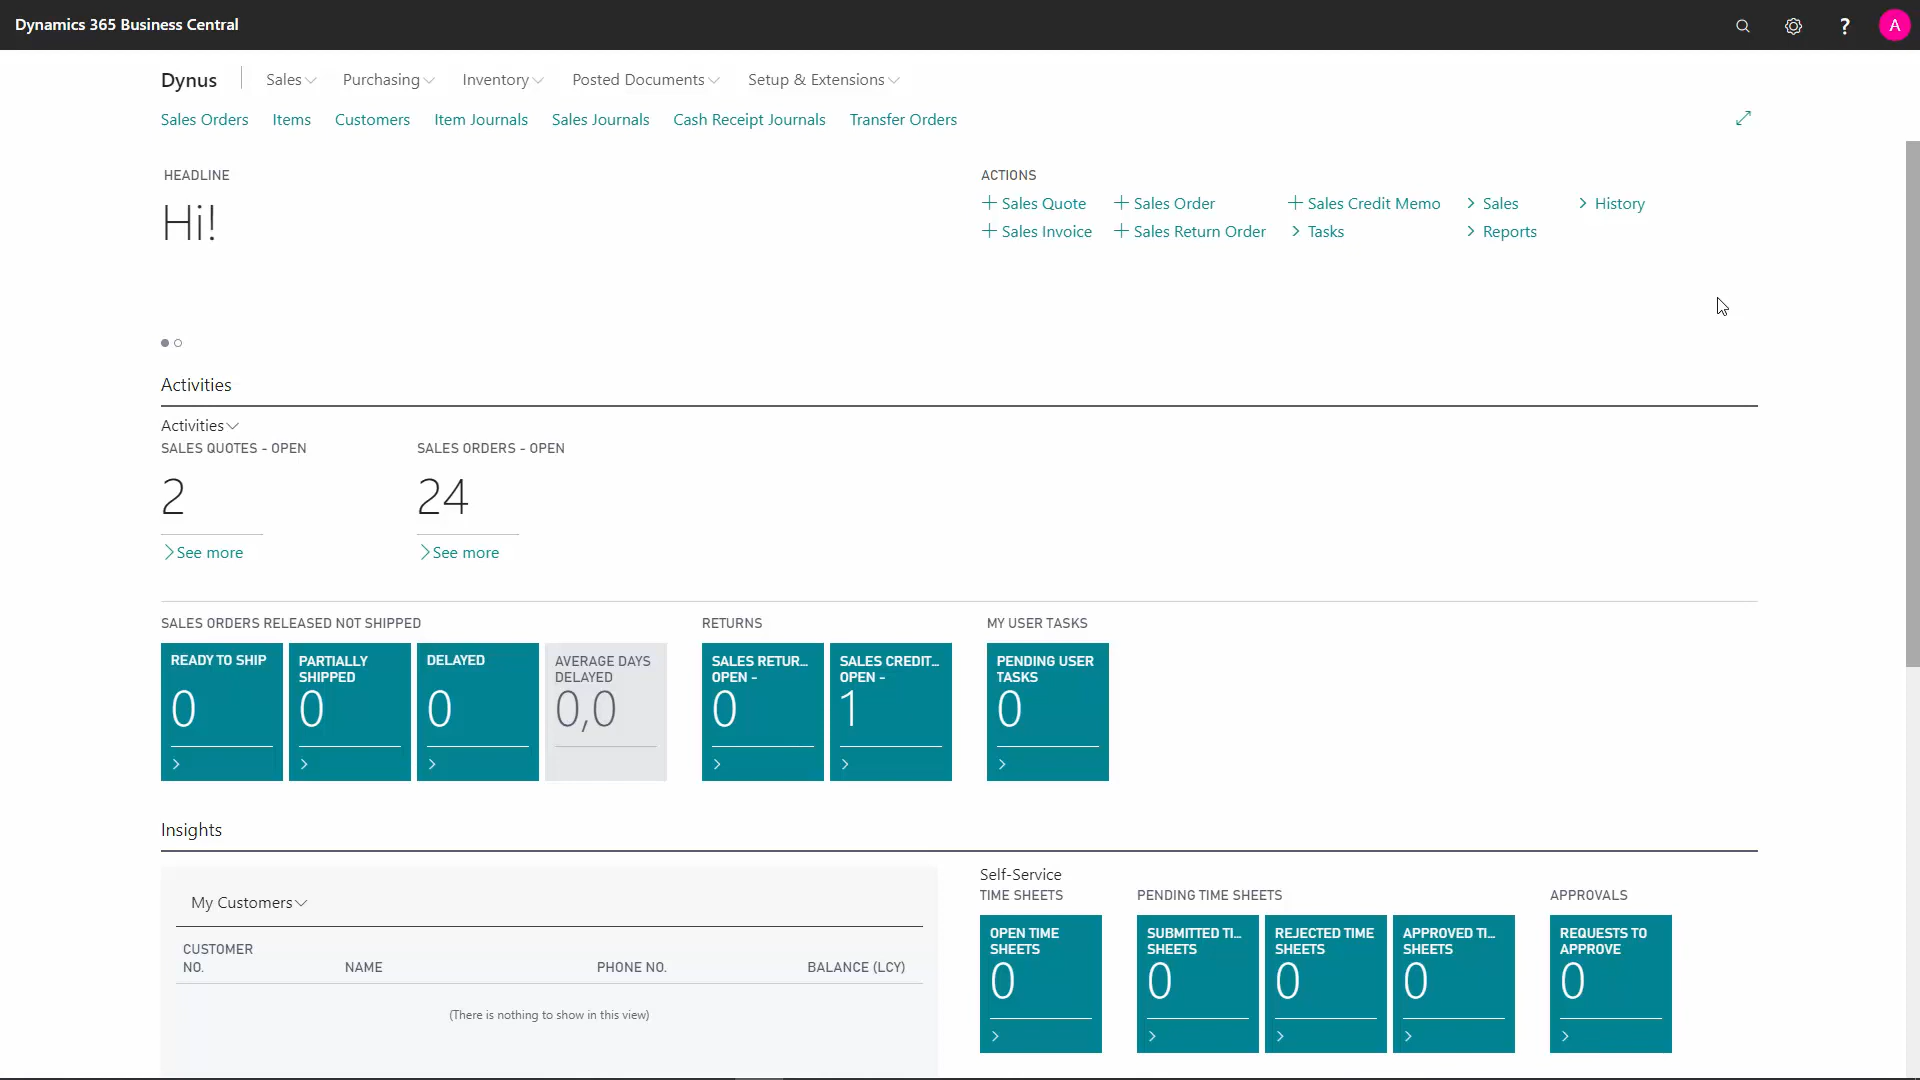 Dynamics 365 Business Central
?
A
Dynus
Sales
Purchasing
Inventory
Posted Documents
Setup & Extensions
Sales Orders
Items
Customers
Item Journals
Sales Journals
Cash Receipt Journals
Transfer Orders
HEADLINE
Hi!
ACTIONS
Sales Quote
Sales Order
Sales Credit Memo
Sales
History
Sales Invoice
Sales Return Order
Tasks
Reports
Activities
Activities
SALES QUOTES - OPEN
2
See more
SALES ORDERS - OPEN
24
See more
SALES ORDERS RELEASED NOT SHIPPED
READY TO SHIP
0
PARTIALLY
SHIPPED
0
DELAYED
0
AVERAGE DAYS
DELAYED
0,0
RETURNS
SALES RETUR...
OPEN -
0
SALES CREDIT...
OPEN -
1
MY USER TASKS
PENDING USER
TASKS
0
Insights
My Customers
CUSTOMER
NO.
NAME
PHONE NO.
BALANCE (LCY)
(There is nothing to show in this view)
Self-Service
TIME SHEETS
OPEN TIME
SHEETS
0
PENDING TIME SHEETS
SUBMITTED TI...
SHEETS
0
REJECTED TIME
SHEETS
0
APPROVED TI...
SHEETS
0
APPROVALS
REQUESTS TO
APPROVE
0